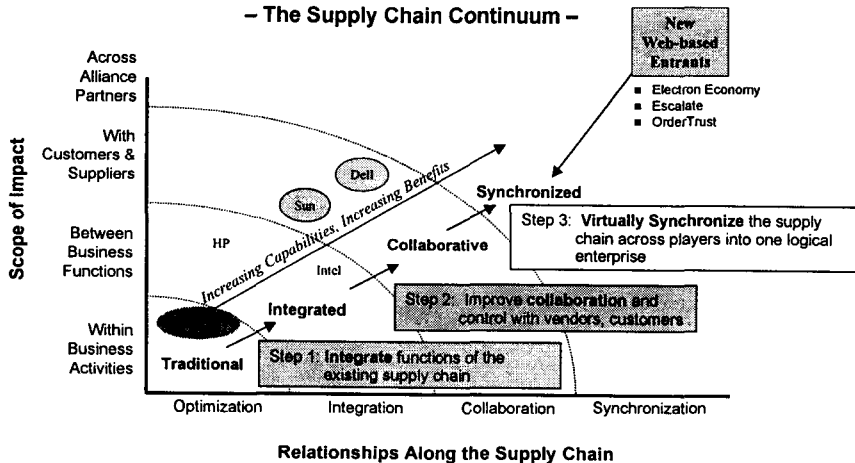 – The Supply Chain Continuum –
New
Web-based
Entrants
Electron Economy
Escalate
OrderTrust
Scope of Impact
Across
Alliance
Partners
With
Customers &
Suppliers
Between
Business
Functions
Within
Business
Activities
Dell
Sun
HP
Intel
Increasing Capabilities, Increasing Benefits
Synchronized
Collaborative
Integrated
Traditional
Step 3: Virtually Synchronize the supply
chain across players into one logical
enterprise
Step 2: Improve collaboration and
control with vendors, customers
Step 1: Integrate functions of the
existing supply chain
Optimization
Integration
Collaboration
Synchronization
Relationships Along the Supply Chain